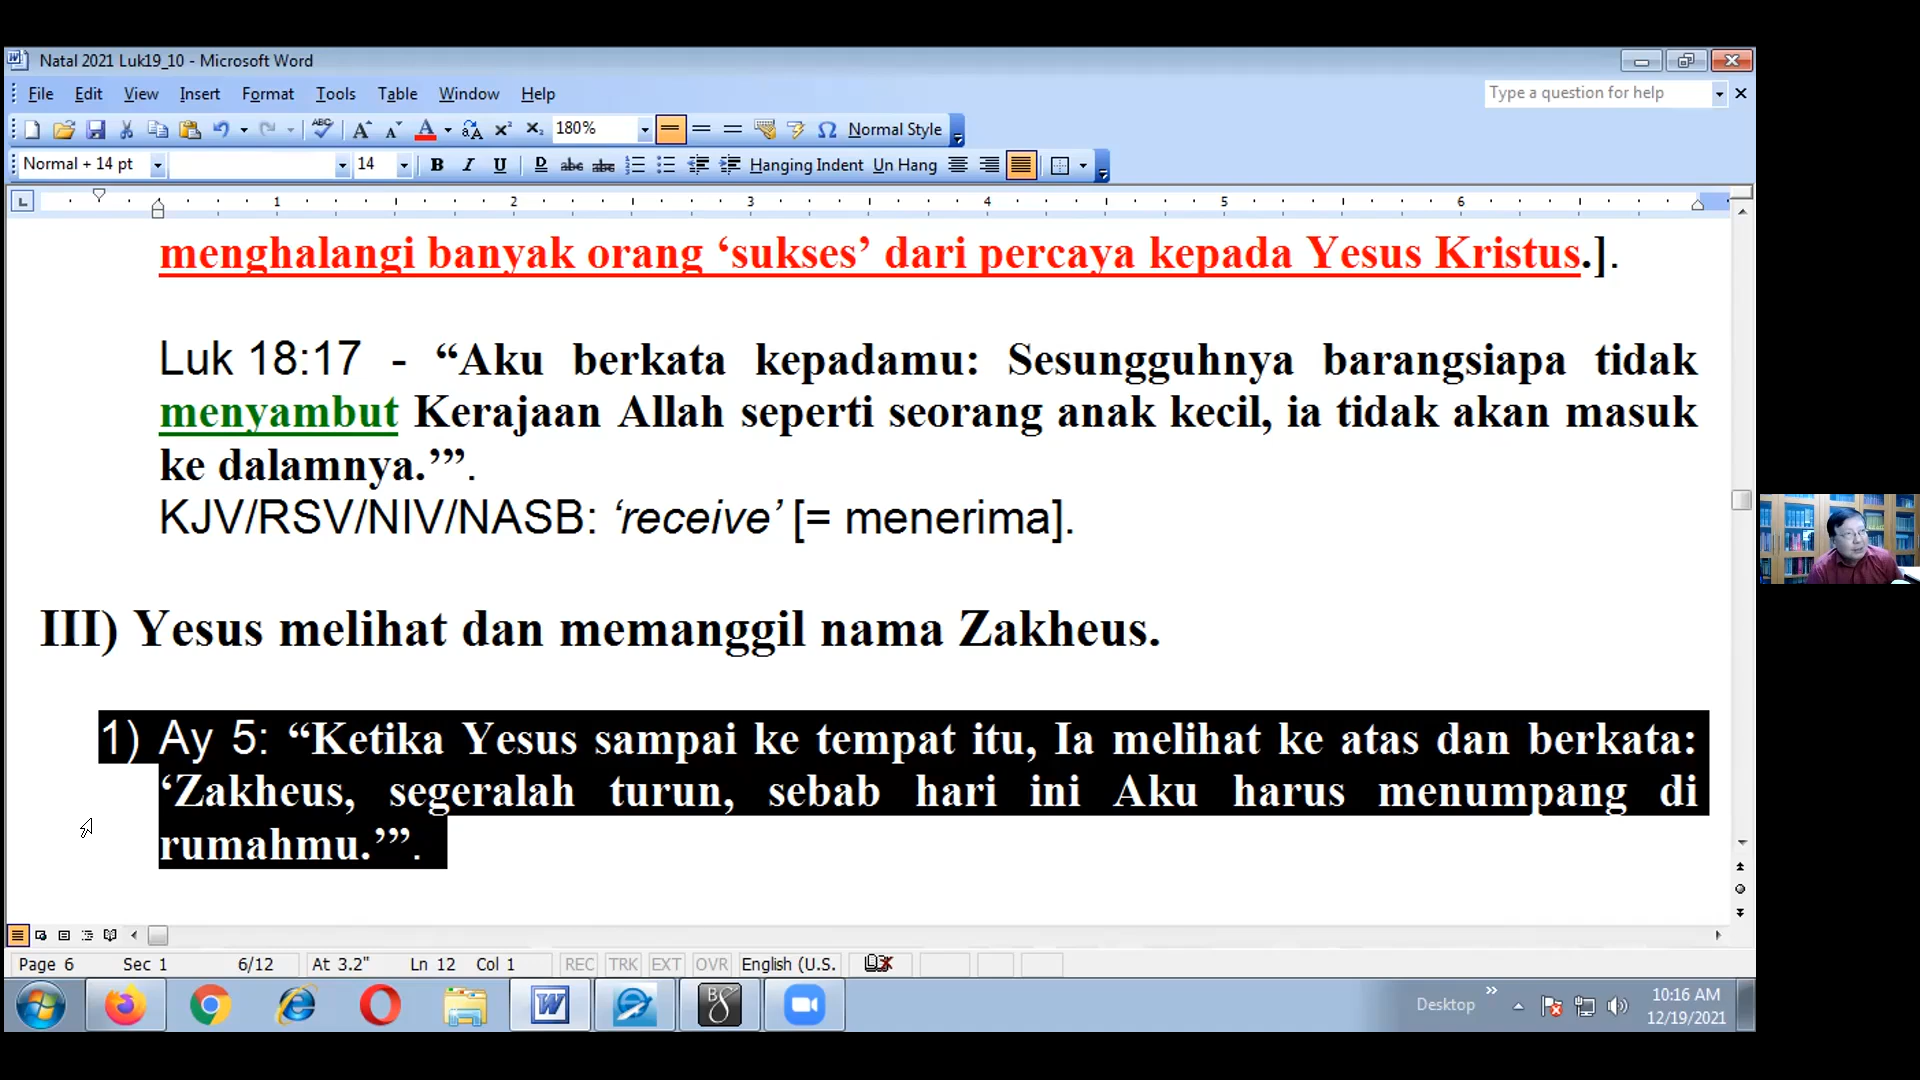 Natal 2021 Luk19_10 - Microsoft Word
File Edit View Insert Format Tools Table Window Help
Type a question for help
180% Normal Style
Normal + 14 pt 14 B I U Hanging Indent Un Hang
1 2 3 4 5 6
menghalangi banyak orang ‘sukses’ dari percaya kepada Yesus Kristus.].
Luk 18:17 - “Aku berkata kepadamu: Sesungguhnya barangsiapa tidak
menyambut Kerajaan Allah seperti seorang anak kecil, ia tidak akan masuk
ke dalamnya.’”.
KJV/RSV/NIV/NASB: ‘receive’ [= menerima].
III) Yesus melihat dan memanggil nama Zakheus.
1) Ay 5: “Ketika Yesus sampai ke tempat itu, Ia melihat ke atas dan berkata:
‘Zakheus, segeralah turun, sebab hari ini Aku harus menumpang di
rumahmu.’”.
Page 6 Sec 1 6/12 At 3.2" Ln 12 Col 1 REC TRK EXT OVR English (U.S.
Desktop
10:16 AM
12/19/2021